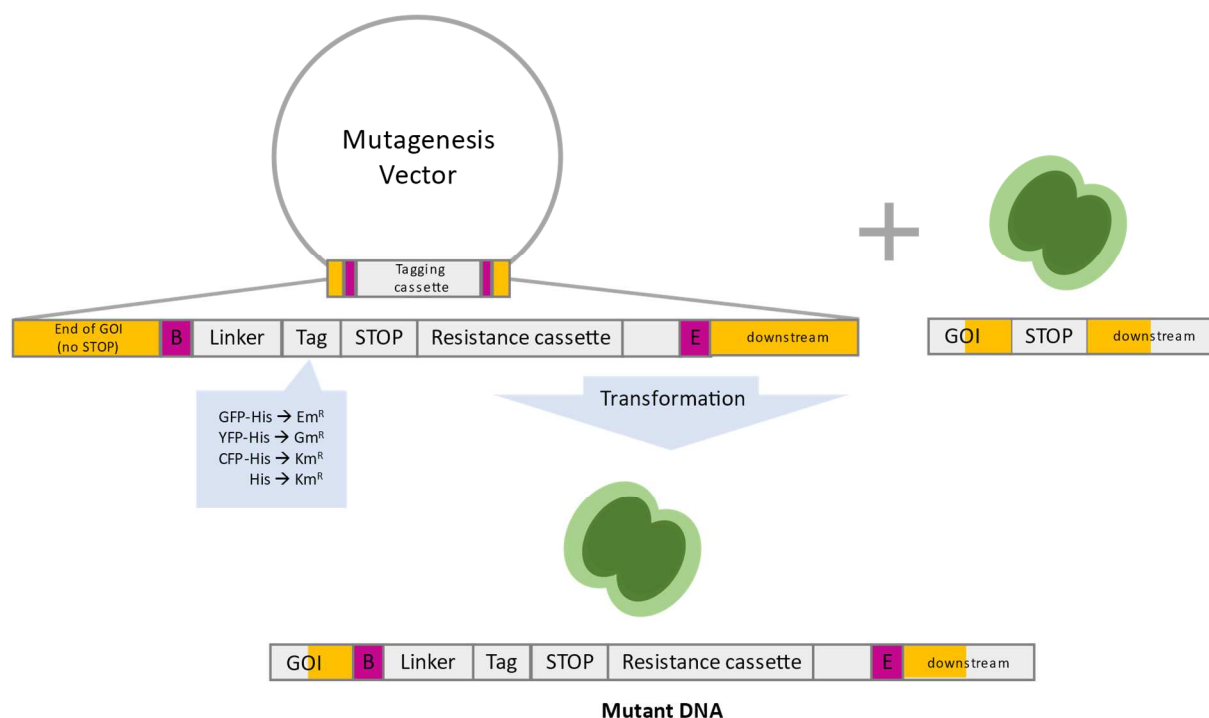 Mutagenesis
Vector
Tagging
cassette
End of GOI
(no STOP)
B
Linker
Tag
STOP
Resistance cassette
E
downstream
GOI
STOP
downstream
GFP-His → Emᴿ
YFP-His → Gmᴿ
CFP-His → Kmᴿ
His → Kmᴿ
Transformation
GOI
B
Linker
Tag
STOP
Resistance cassette
E
downstream
Mutant DNA